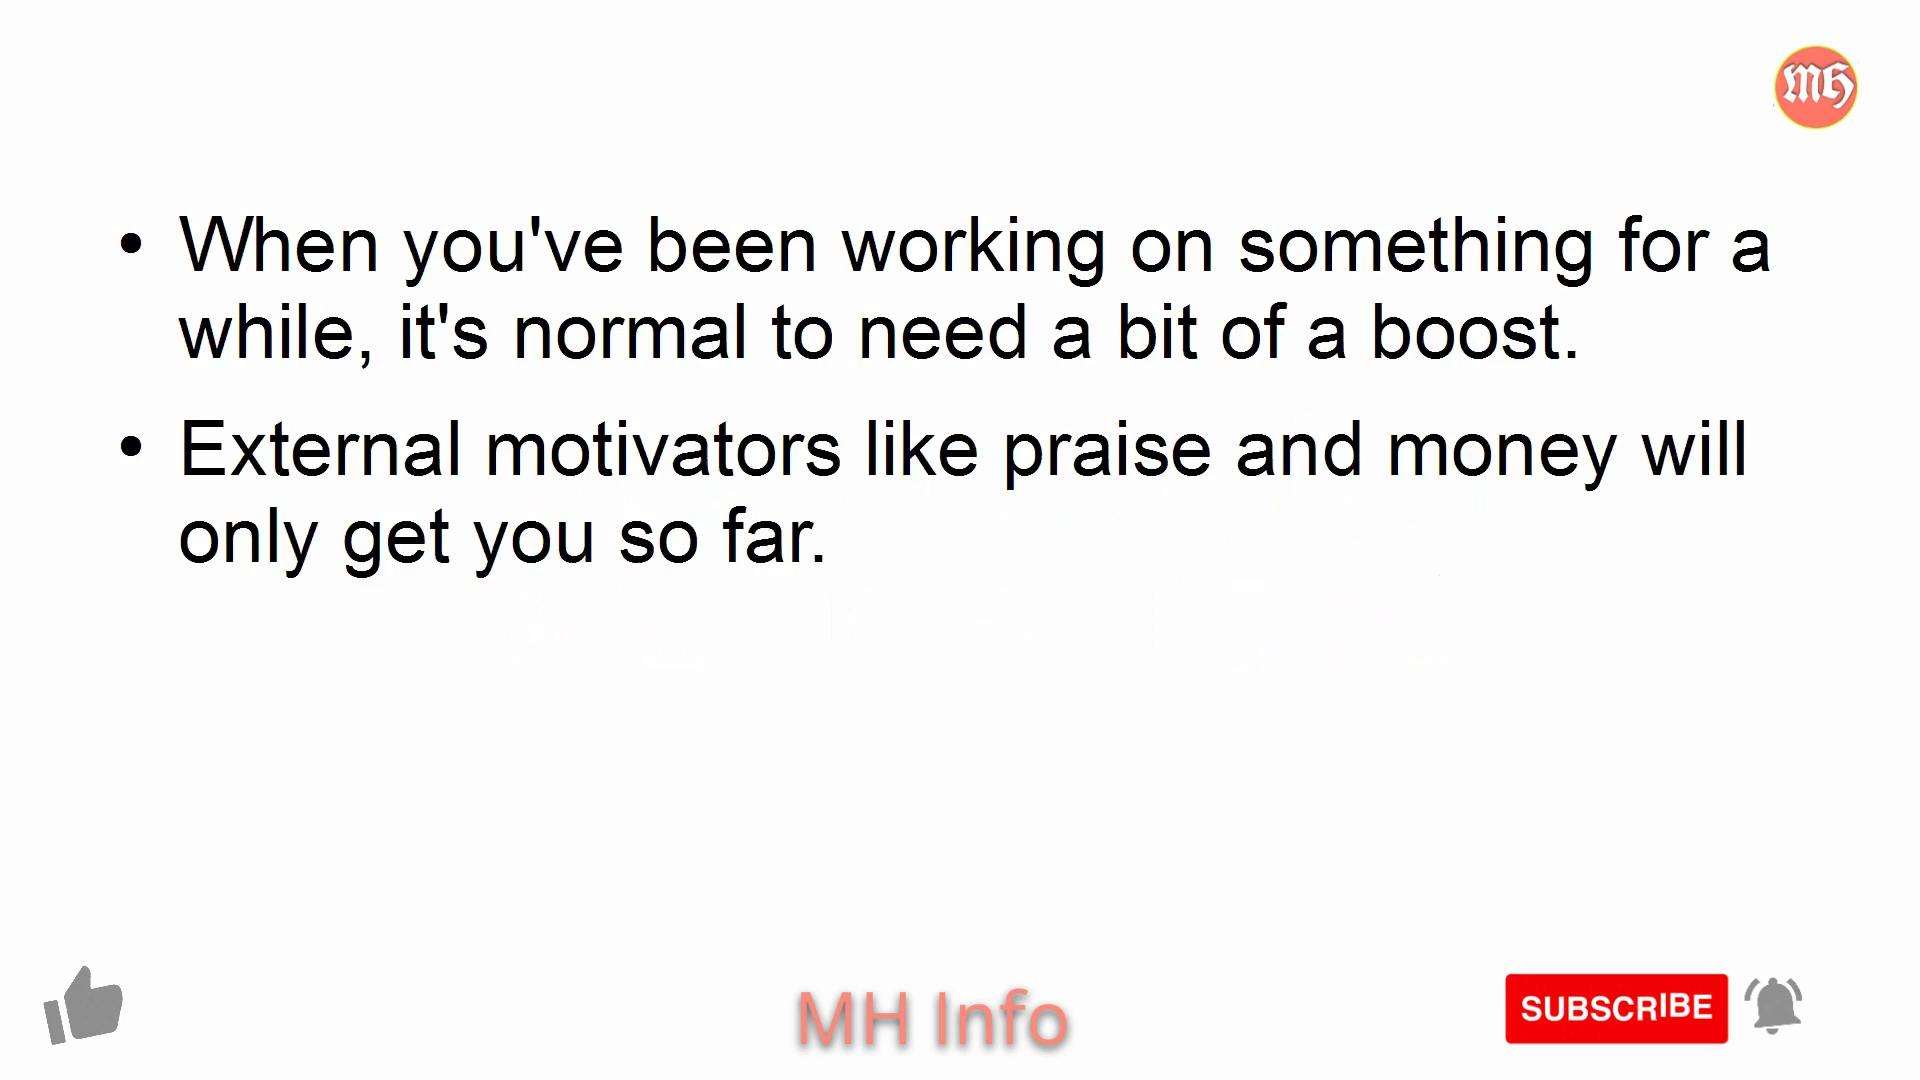 MH
• When you've been working on something for a
while, it's normal to need a bit of a boost.
• External motivators like praise and money will
only get you so far.
MH Info
SUBSCRIBE